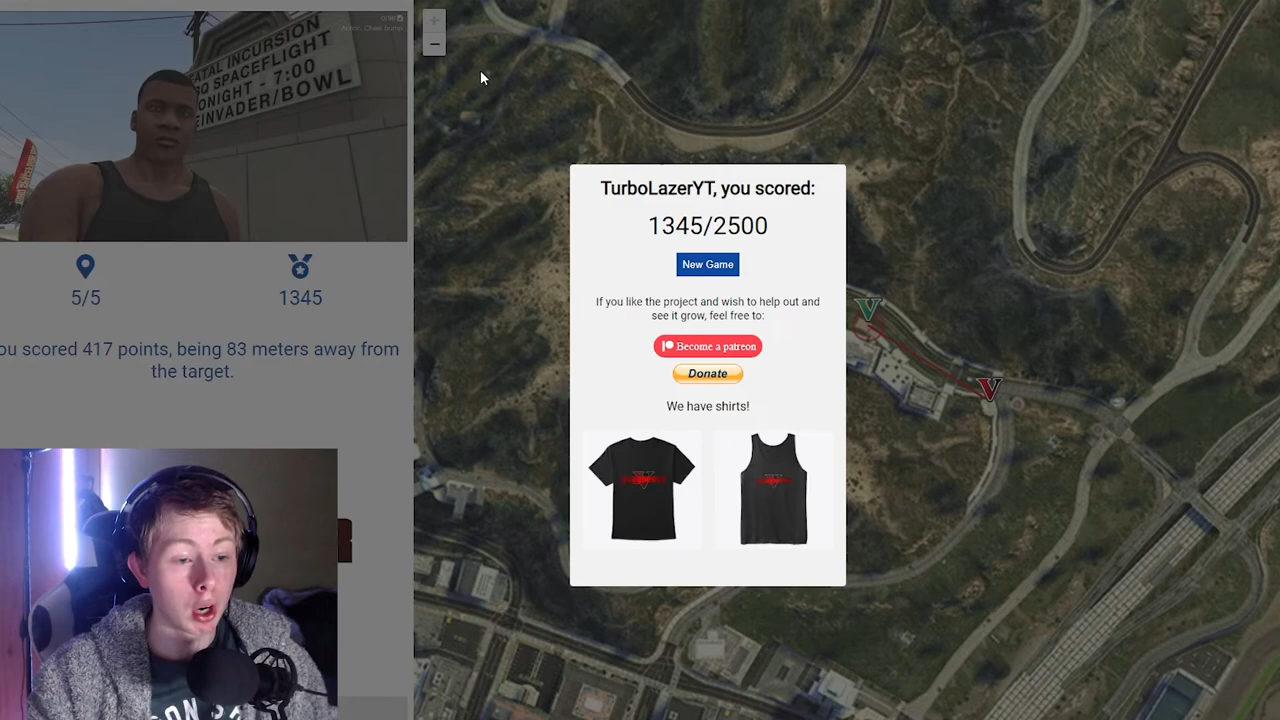 FATAL INCURSION
SPACEFLIGHT
TONIGHT - 7:00
EINVADER/BOWL
5/5
1345
ou scored 417 points, being 83 meters away from
the target.
+
−
TurboLazerYT, you scored:
1345/2500
New Game
If you like the project and wish to help out and
see it grow, feel free to:
Become a patreon
Donate
We have shirts!
V
V